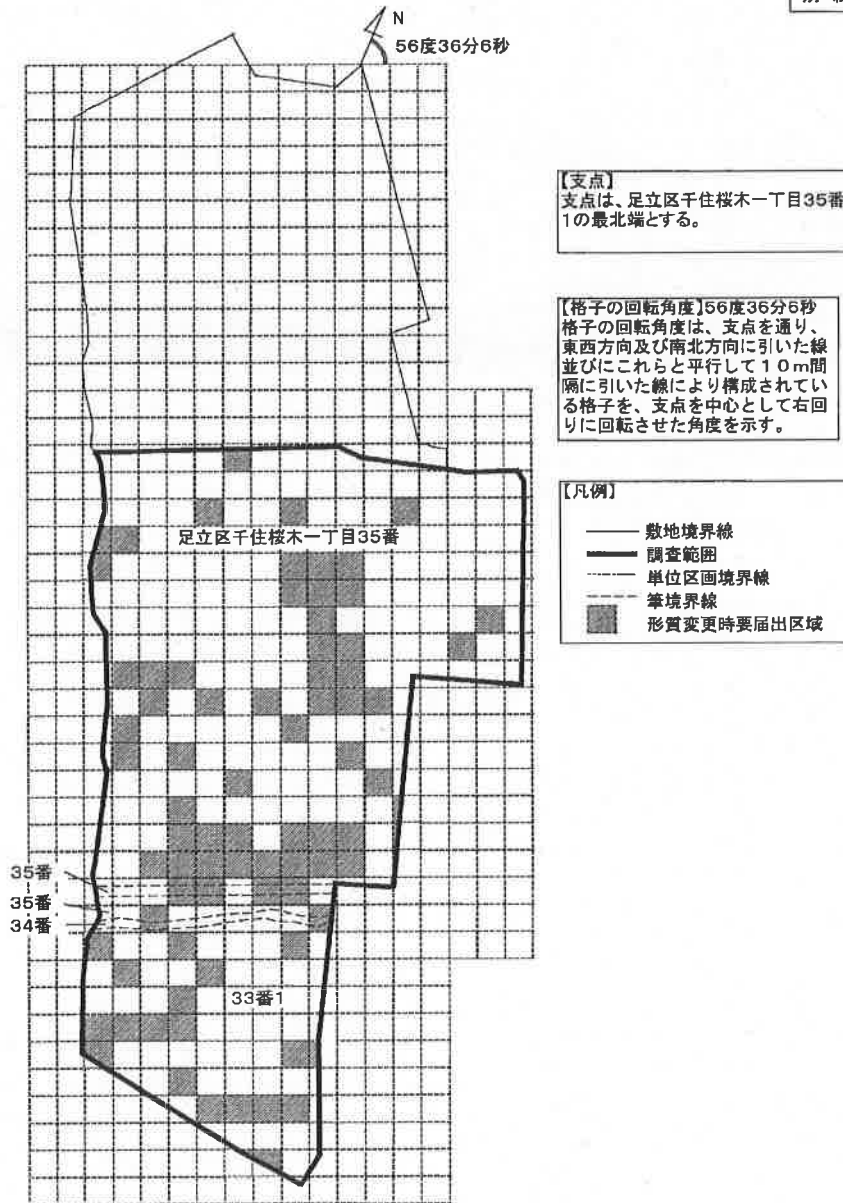 N
56度36分6秒
【支点】
支点は、足立区千住桜木一丁目35番
1の最北端とする。
【格子の回転角度】56度36分6秒
格子の回転角度は、支点を通り、
東西方向及び南北方向に引いた線
並びにこれらと平行して10m間
隔に引いた線により構成されてい
る格子を、支点を中心として右回
りに回転させた角度を示す。
【凡例】
敷地境界線
調査範囲
単位区画境界線
筆境界線
形質変更時要届出区域
足立区千住桜木一丁目35番
35番
35番
34番
33番1